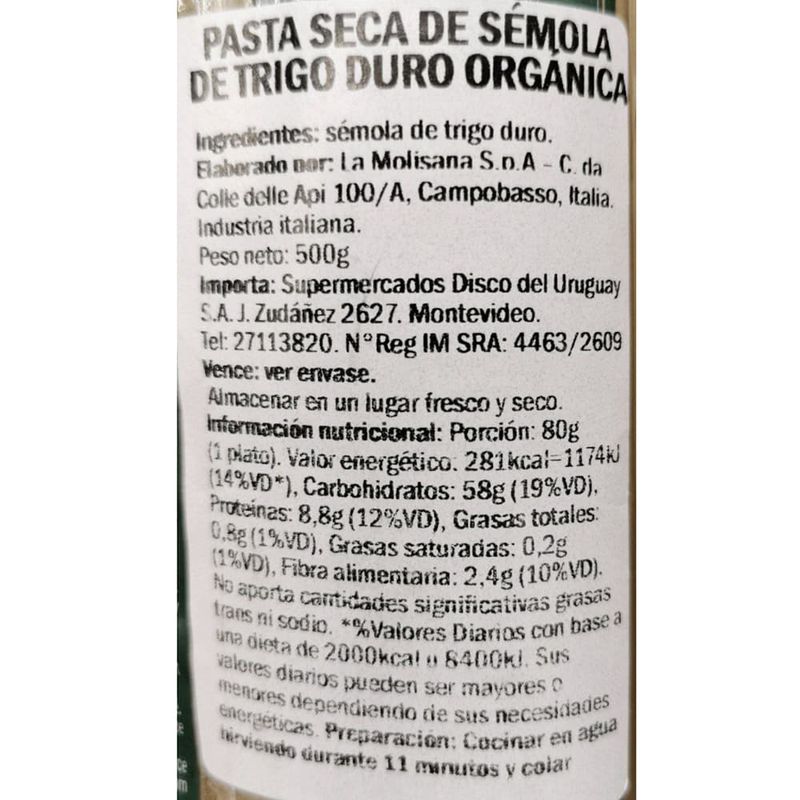 PASTA SECA DE SÉMOLA
DE TRIGO DURO ORGÁNICA
Ingredientes: sémola de trigo duro.
Elaborado por: La Molisana S.p.A - C. da
Colle delle Api 100/A, Campobasso, Italia.
Industria italiana.
Peso neto: 500g
Importa: Supermercados Disco del Uruguay
S.A. J. Zudáñez 2627. Montevideo.
Tel: 27113820. N°Reg IM SRA: 4463/2609
Vence: ver envase.
Almacenar en un lugar fresco y seco.
Información nutricional: Porción: 80g
(1 plato). Valor energético: 281kcal=1174kJ
(14%VD*), Carbohidratos: 58g (19%VD),
Proteínas: 8,8g (12%VD), Grasas totales:
0,8g (1%VD), Grasas saturadas: 0,2g
(1%VD), Fibra alimentaria: 2,4g (10%VD).
No aporta cantidades significativas grasas
trans ni sodio. *%Valores Diarios con base a
una dieta de 2000kcal u 8400kJ. Sus
valores diarios pueden ser mayores o
menores dependiendo de sus necesidades
energéticas. Preparación: Cocinar en agua
hirviendo durante 11 minutos y colar